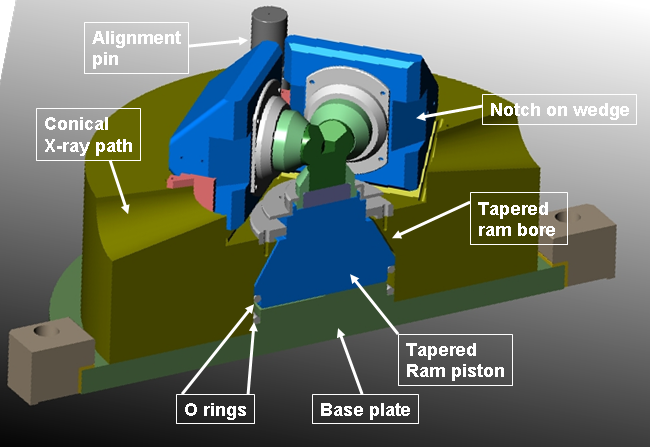 Alignment
pin
Conical
X-ray path
Notch on wedge
Tapered
ram bore
Tapered
Ram piston
O rings
Base plate